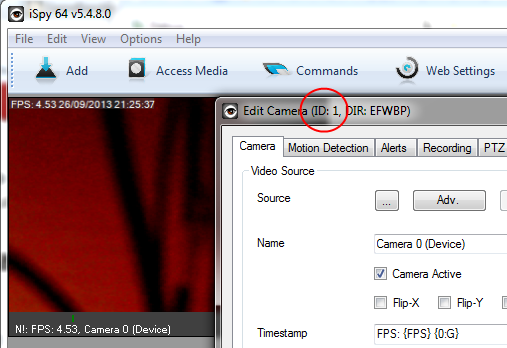 iSpy 64 v5.4.8.0
File Edit View Options Help
Add Access Media Commands Web Settings
FPS: 4.53 26/09/2013 21:25:37
Edit Camera (ID: 1, DIR: EFWBP)
Camera Motion Detection Alerts Recording PTZ
Video Source
Source ... Adv.
Name Camera 0 (Device)
Camera Active
Flip-X Flip-Y
N!: FPS: 4.53, Camera 0 (Device)
Timestamp FPS: {FPS} {0:G}